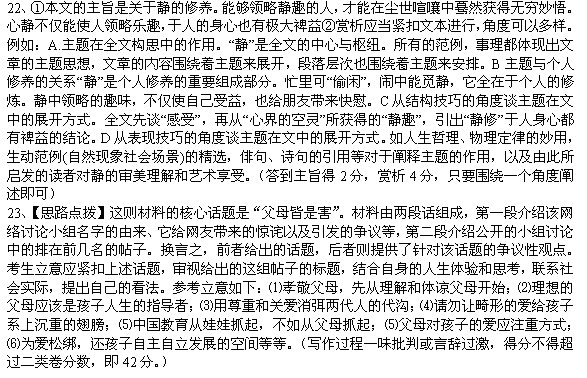 22、①本文的主旨是关于静的修养。能够领略静趣的人，才能在尘世喧嚷中蓦然获得无穷妙悟。
心静不仅能使人领略乐趣，于人的身心也有极大裨益②赏析应当紧扣文本进行，角度可以多样。
例如：A.主题在全文构思中的作用。“静”是全文的中心与枢纽。所有的范例，事理都体现出文
章的主题思想，文章的内容围绕着主题来展开，段落层次也围绕着主题来安排。B 主题与个人
修养的关系“静”是个人修养的重要组成部分。忙里可“偷闲”，闹中能觅静，它全在于个人的修
炼。静中领略的趣味，不仅使自己受益，也给朋友带来快慰。C 从结构技巧的角度谈主题在文
中的展开方式。全文先谈“感受”，再从“心界的空灵”所获得的“静趣”，引出“静修”于人身心都
有裨益的结论。D 从表现技巧的角度谈主题在文中的展开方式。如人生哲理、物理定律的妙用，
生动范例(自然现象社会场景)的精选，俳句、诗句的引用等对于阐释主题的作用，以及由此所
启发的读者对静的审美理解和艺术享受。（答到主旨得 2 分，赏析 4 分，只要围绕一个角度阐
述即可）
23、【思路点拨】这则材料的核心话题是“父母皆是害”。材料由两段话组成，第一段介绍该网
络讨论小组名字的由来、它给网友带来的惊诧以及引发的争议等，第二段介绍公开的小组讨论
中的排在前几名的帖子。换言之，前者给出的话题，后者则提供了针对该话题的争议性观点。
考生立意应紧扣上述话题，审视给出的这组帖子的标题，结合自身的人生体验和思考，联系社
会实际，提出自己的看法。参考立意如下：⑴孝敬父母，先从理解和体谅父母开始；⑵理想的
父母应该是孩子人生的指导者；⑶用尊重和关爱消弭两代人的代沟；⑷请勿让畸形的爱给孩子
系上沉重的翅膀；⑸中国教育从娃娃抓起，不如从父母抓起；⑸父母对孩子的爱应注重方式；
⑹为爱松绑，还孩子自主自立发展的空间等等。（写作过程一味批判或言辞过激，得分不得超
过二类卷分数，即 42 分。）